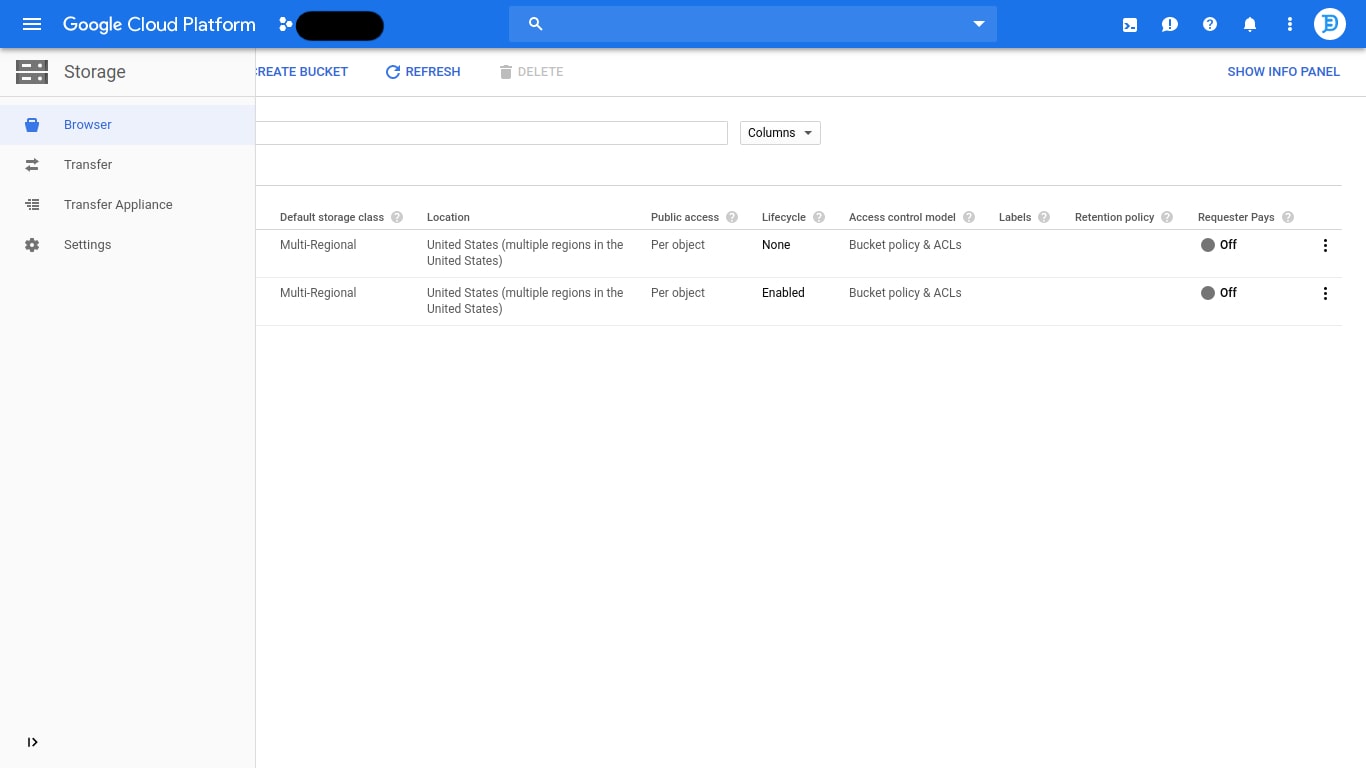 Google Cloud Platform
Storage
CREATE BUCKET
REFRESH
DELETE
SHOW INFO PANEL
Browser
Transfer
Transfer Appliance
Settings
Columns
Default storage class ? Location Public access ? Lifecycle ? Access control model ? Labels ? Retention policy ? Requester Pays ?
Multi-Regional United States (multiple regions in the Per object None Bucket policy & ACLs Off
United States)
Multi-Regional United States (multiple regions in the Per object Enabled Bucket policy & ACLs Off
United States)